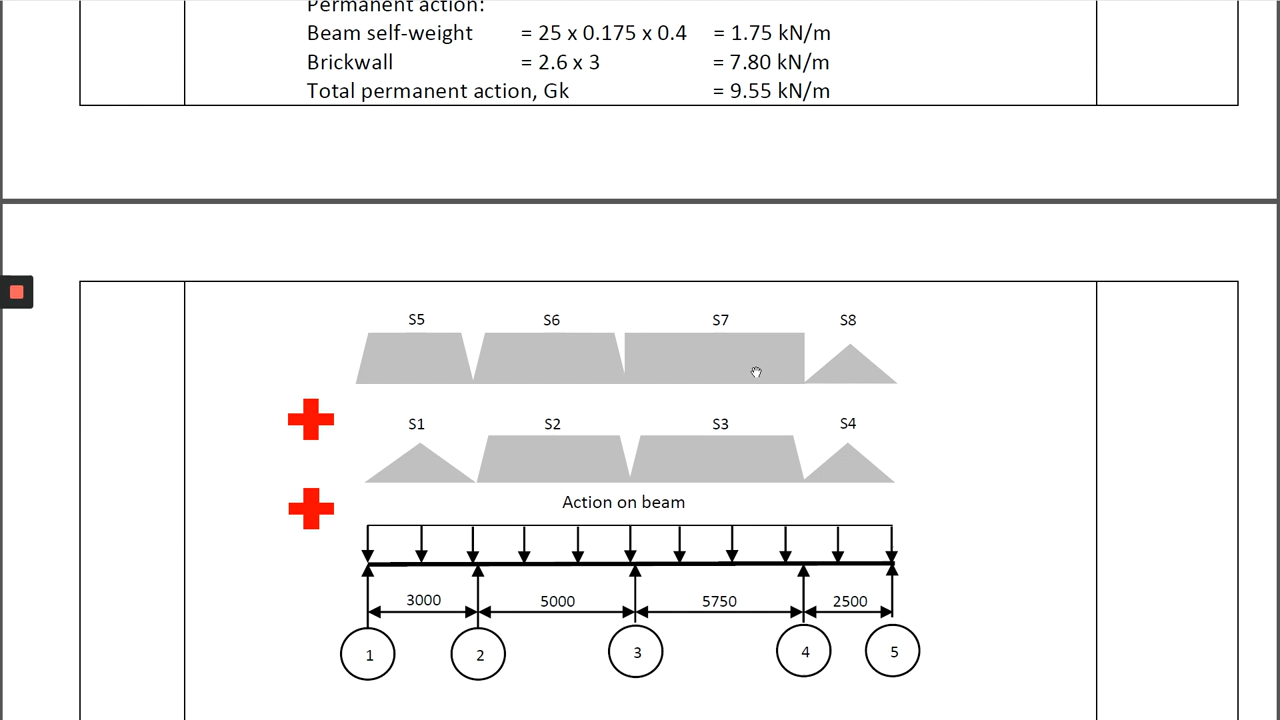 Permanent action:
Beam self-weight = 25 x 0.175 x 0.4 = 1.75 kN/m
Brickwall = 2.6 x 3 = 7.80 kN/m
Total permanent action, Gk = 9.55 kN/m
S5 S6 S7 S8
S1 S2 S3 S4
Action on beam
3000 5000 5750 2500
1 2 3 4 5